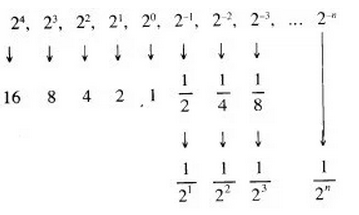 2⁴, 2³, 2², 2¹, 2⁰, 2⁻¹, 2⁻², 2⁻³, ... 2⁻ⁿ
↓ ↓ ↓ ↓ ↓ ↓ ↓ ↓
16 8 4 2 1 1/2 1/4 1/8
↓ ↓ ↓ ↓
1/2¹ 1/2² 1/2³ 1/2ⁿ